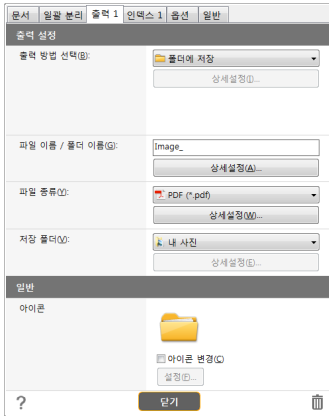 문서 일괄 분리 출력 1 인덱스 1 옵션 일반
출력 설정
출력 방법 선택(B): 폴더에 저장
상세설정(I)...
파일 이름 / 폴더 이름(G): Image_
상세설정(A)...
파일 종류(Y): PDF (*.pdf)
상세설정(W)...
저장 폴더(V): 내 사진
상세설정(E)...
일반
아이콘
아이콘 변경(C)
설정(F)...
? 닫기